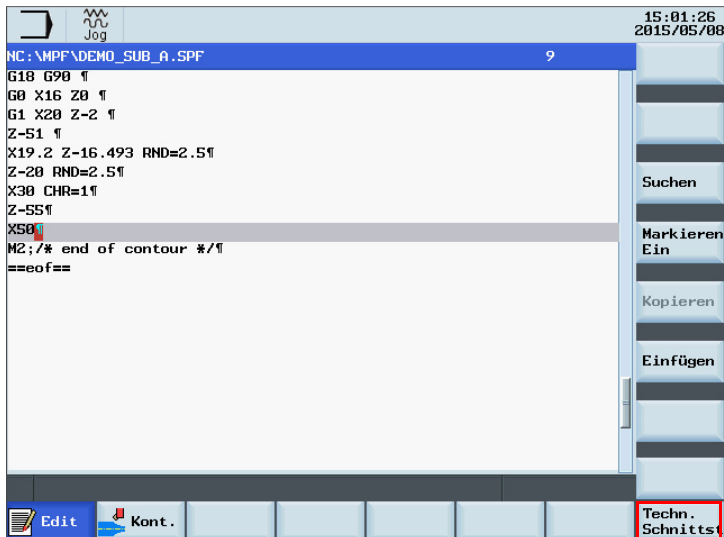 Jog
15:01:26
2015/05/08
NC:\MPF\DEMO_SUB_A.SPF 9
G18 G90 ¶
G0 X16 Z0 ¶
G1 X20 Z-2 ¶
Z-51 ¶
X19.2 Z-16.493 RND=2.5¶
Z-20 RND=2.5¶
X30 CHR=1¶
Z-55¶
X50¶
M2;/* end of contour */¶
==eof==
Suchen
Markieren
Ein
Kopieren
Einfügen
Edit
Kont.
Techn.
Schnittst